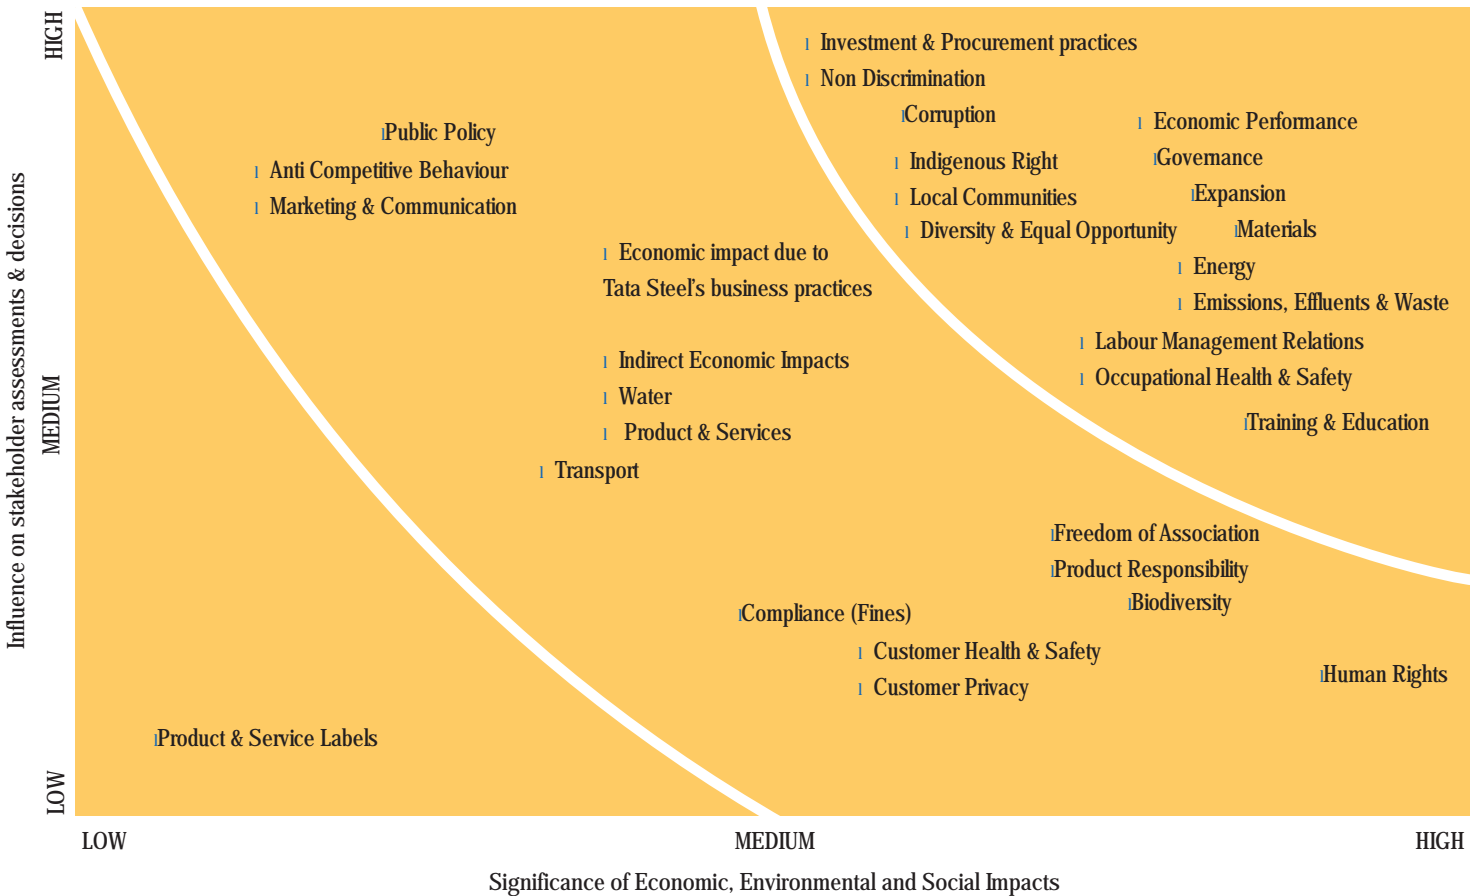 HIGH
Investment & Procurement practices
Non Discrimination
Corruption
Economic Performance
Public Policy
Indigenous Right
Governance
Anti Competitive Behaviour
Local Communities
Expansion
Marketing & Communication
Diversity & Equal Opportunity
Materials
Economic impact due to
Tata Steel's business practices
Energy
Emissions, Effluents & Waste
Labour Management Relations
Indirect Economic Impacts
Occupational Health & Safety
Water
Product & Services
Training & Education
Transport
MEDIUM
Influence on stakeholder assessments & decisions
Freedom of Association
Product Responsibility
Biodiversity
Compliance (Fines)
Customer Health & Safety
Human Rights
Customer Privacy
Product & Service Labels
LOW
LOW
MEDIUM
HIGH
Significance of Economic, Environmental and Social Impacts